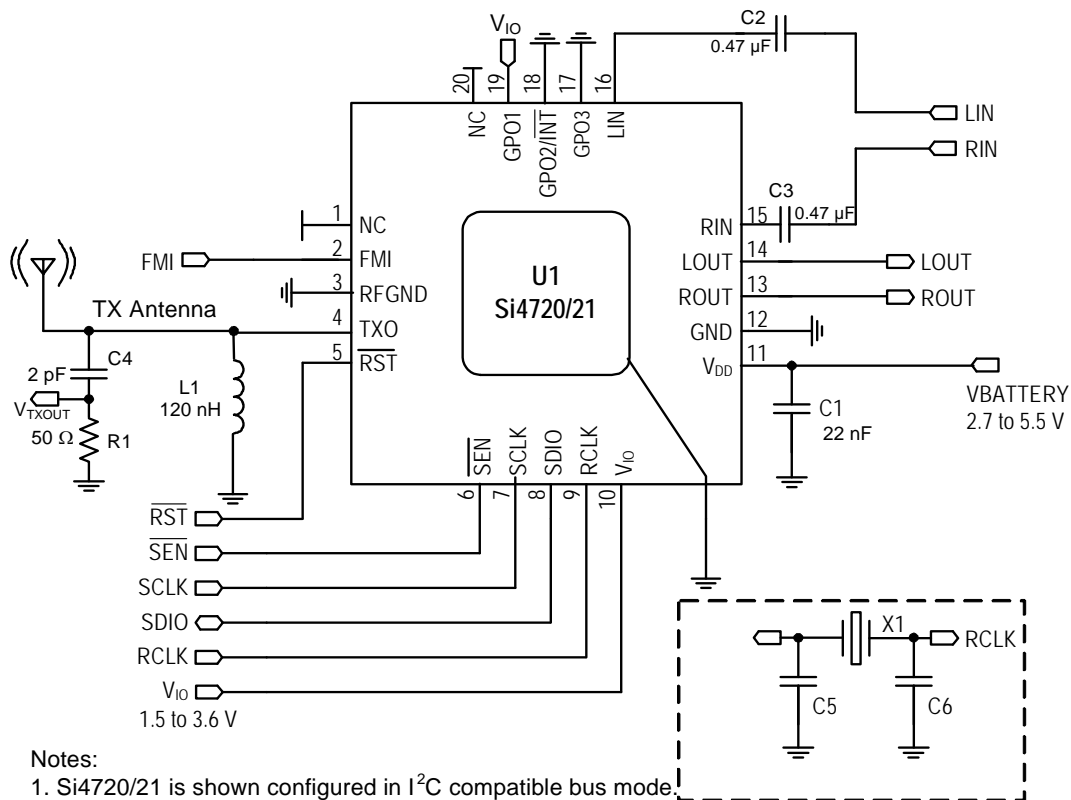 C2
0.47 µF
V_IO
20
19
18
17
16
NC
GPO1
GPO2/INT
GPO3
LIN
LIN
RIN
C3
0.47 µF
1
NC
RIN
15
2
FMI
FMI
LOUT
14
LOUT
3
RFGND
ROUT
13
ROUT
U1
Si4720/21
TX Antenna
4
TXO
GND
12
5
RST
V_DD
11
VBATTERY
2.7 to 5.5 V
C4
2 pF
V_TXOUT
50 Ω
R1
L1
120 nH
C1
22 nF
SEN
SCLK
SDIO
RCLK
V_IO
6
7
8
9
10
RST
SEN
SCLK
SDIO
RCLK
V_IO
1.5 to 3.6 V
X1
RCLK
C5
C6
Notes:
1. Si4720/21 is shown configured in I²C compatible bus mode.